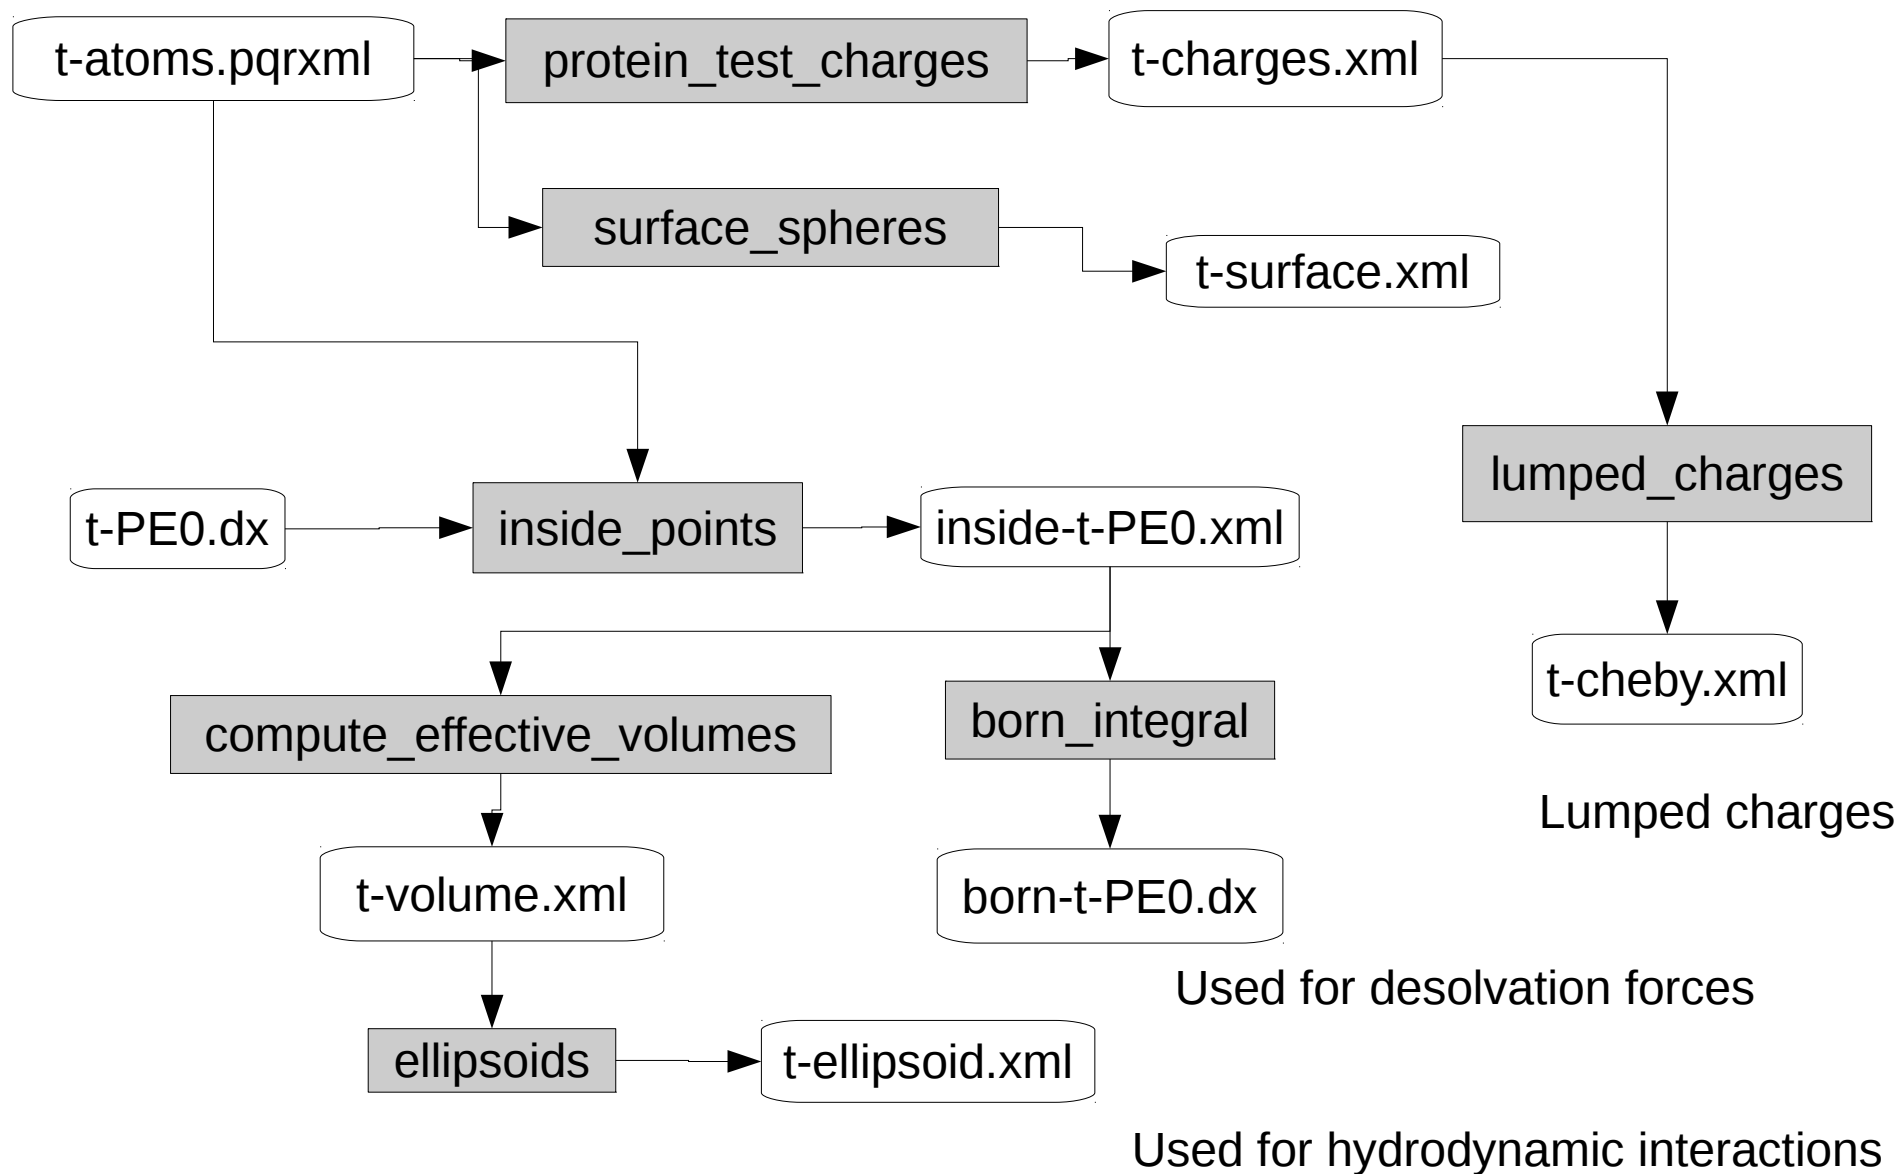 t-atoms.pqrxml
protein_test_charges
t-charges.xml
surface_spheres
t-surface.xml
lumped_charges
t-PE0.dx
inside_points
inside-t-PE0.xml
t-cheby.xml
compute_effective_volumes
born_integral
Lumped charges
t-volume.xml
born-t-PE0.dx
Used for desolvation forces
ellipsoids
t-ellipsoid.xml
Used for hydrodynamic interactions